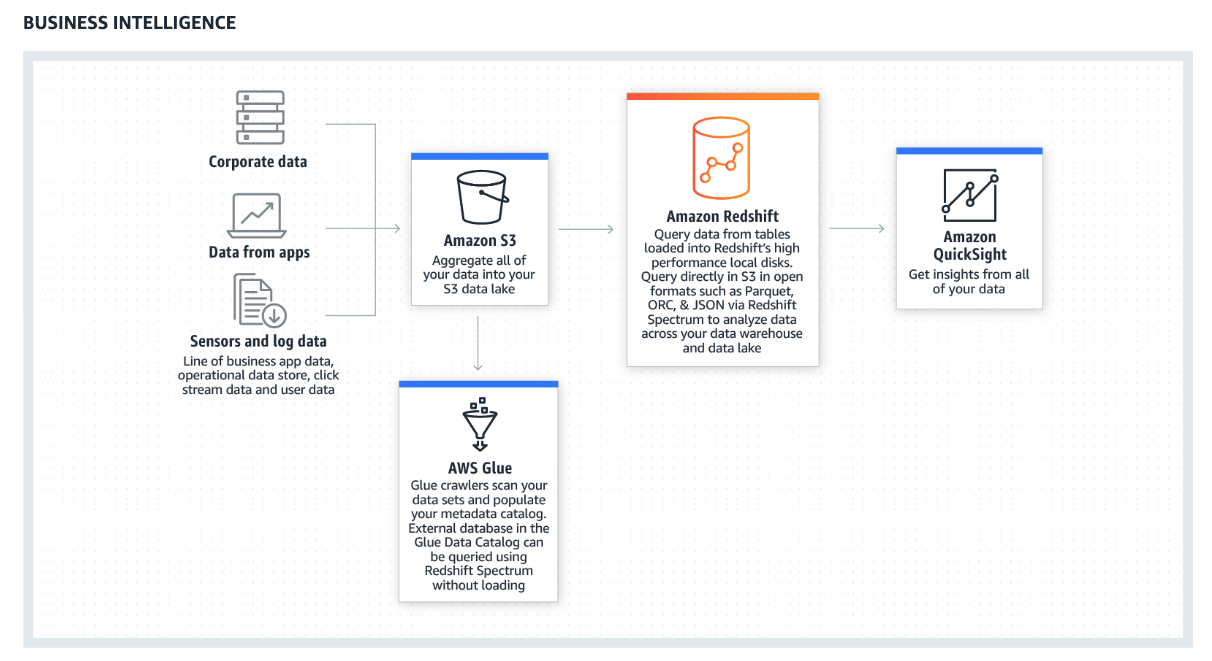 BUSINESS INTELLIGENCE
Corporate data
Data from apps
Sensors and log data
Line of business app data,
operational data store, click
stream data and user data
Amazon S3
Aggregate all of
your data into your
S3 data lake
AWS Glue
Glue crawlers scan your
data sets and populate
your metadata catalog.
External database in the
Glue Data Catalog can
be queried using
Redshift Spectrum
without loading
Amazon Redshift
Query data from tables
loaded into Redshift's high
performance local disks.
Query directly in S3 in open
formats such as Parquet,
ORC, & JSON via Redshift
Spectrum to analyze data
across your data warehouse
and data lake
Amazon
QuickSight
Get insights from all
of your data